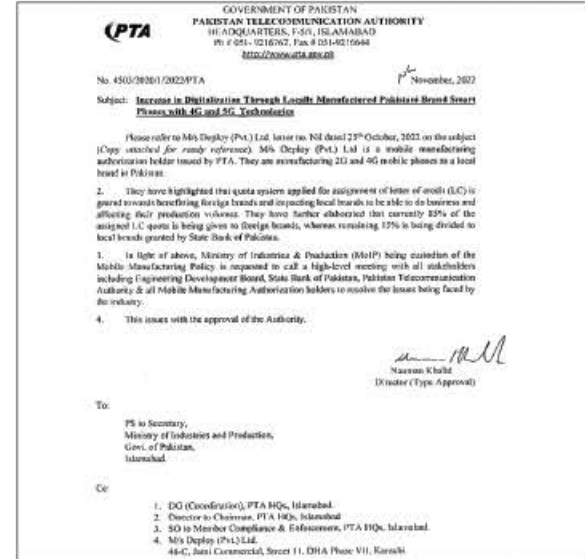 GOVERNMENT OF PAKISTAN
PAKISTAN TELECOMMUNICATION AUTHORITY
HEADQUARTERS, F-5/1, ISLAMABAD
Ph # 051- 9216767, Fax # 051-9216644
http://www.pta.gov.pk
PTA
No. 4503/2020/1/2022/PTA
November, 2022
Subject: Increase in Digitalization Through Locally Manufactured Pakistani Brand Smart
Phones with 4G and 5G Technologies
Please refer to M/s Deploy (Pvt.) Ltd. letter no. Nil dated 25th October, 2022 on the subject
(Copy attached for ready reference). M/s Deploy (Pvt.) Ltd is a mobile manufacturing
authorization holder issued by PTA. They are manufacturing 2G and 4G mobile phones as a local
brand in Pakistan.
2. They have highlighted that quota system applied for assignment of letter of credit (LC) is
geared towards benefiting foreign brands and impacting local brands to be able to do business and
affecting their production volumes. They have further elaborated that currently 85% of the
assigned LC quota is being given to foreign brands, whereas remaining 15% is being divided to
local brands granted by State Bank of Pakistan.
3. In light of above, Ministry of Industries & Production (MoIP) being custodian of the
Mobile Manufacturing Policy is requested to call a high-level meeting with all stakeholders
including Engineering Development Board, State Bank of Pakistan, Pakistan Telecommunication
Authority & all Mobile Manufacturing Authorization holders to resolve the issues being faced by
the industry.
4. This issues with the approval of the Authority.
Nauman Khalid
Director (Type Approval)
To:
PS to Secretary,
Ministry of Industries and Production,
Govt. of Pakistan,
Islamabad.
Cc:
1. DG (Coordination), PTA HQs, Islamabad.
2. Director to Chairman, PTA HQs, Islamabad
3. SO to Member Compliance & Enforcement, PTA HQs, Islamabad.
4. M/s Deploy (Pvt.) Ltd.
46-C, Jami Commercial, Street 11, DHA Phase VII, Karachi